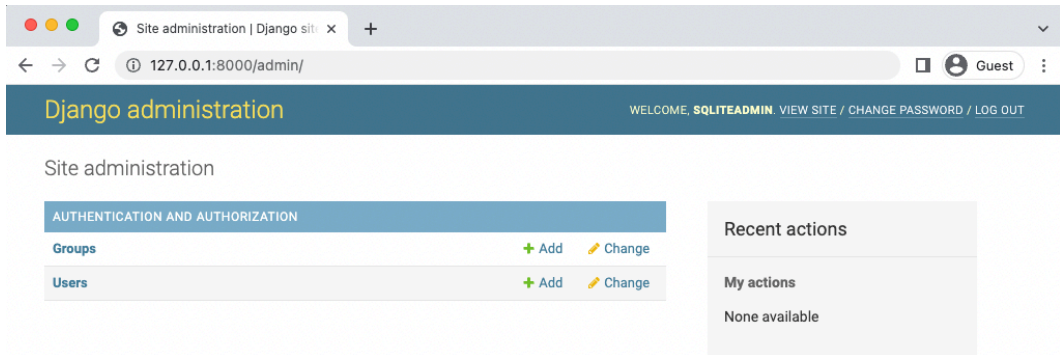 Site administration | Django sit
127.0.0.1:8000/admin/
Guest
Django administration
WELCOME, SQLITEADMIN. VIEW SITE / CHANGE PASSWORD / LOG OUT
Site administration
AUTHENTICATION AND AUTHORIZATION
Groups Add Change
Users Add Change
Recent actions
My actions
None available